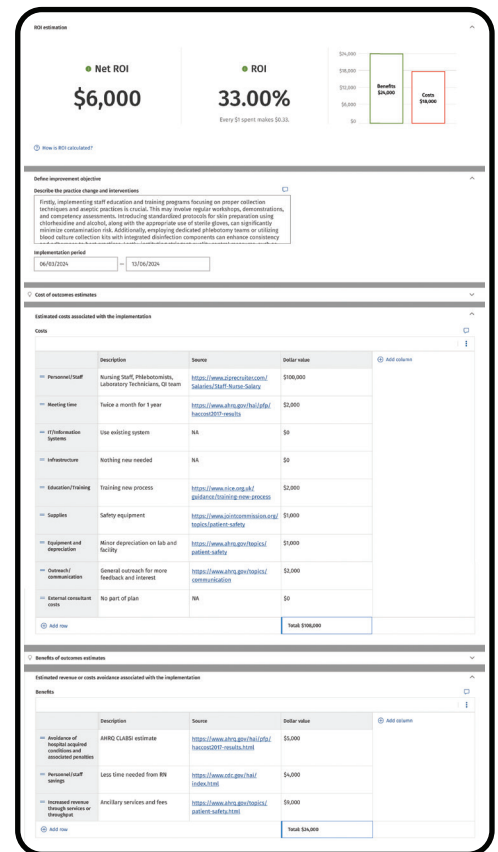 ROI estimation
Net ROI
$6,000
ROI
33.00%
Every $1 spent makes $0.33.
$24,000
$18,000
$12,000
$6,000
$0
Benefits
$24,000
Costs
$18,000
How is ROI calculated?
Define improvement objective
Describe the practice change and interventions
Firstly, implementing staff education and training programs focusing on proper collection
techniques and aseptic practices is crucial. This may involve regular workshops, demonstrations,
and competency assessments. Introducing standardized protocols for skin preparation using
chlorhexidine and alcohol, along with the appropriate use of sterile gloves, can significantly
minimize contamination risk. Additionally, employing dedicated phlebotomy teams or utilizing
blood culture collection kits with integrated disinfection components can enhance consistency
Implementation period
06/03/2024 – 13/06/2024
Cost of outcomes estimates
Estimated costs associated with the implementation
Costs
Description Source Dollar value Add column
Personnel/Staff
Nursing Staff, Phlebotomists,
Laboratory Technicians, QI team
https://www.ziprecruiter.com/
Salaries/Staff-Nurse-Salary
$100,000
Meeting time
Twice a month for 1 year
https://www.ahrq.gov/hai/pfp/
haccost2017-results
$2,000
IT/Information
Systems
Use existing system
NA
$0
Infrastructure
Nothing new needed
NA
$0
Education/Training
Training new process
https://www.nice.org.uk/
guidance/training-new-process
$2,000
Supplies
Safety equipment
https://www.jointcommission.org/
topics/patient-safety
$1,000
Equipment and
depreciation
Minor depreciation on lab and
facility
https://www.ahrq.gov/topics/
patient-safety
$1,000
Outreach/
communication
General outreach for more
feedback and interest
https://www.ahrq.gov/topics/
communication
$2,000
External consultant
costs
No part of plan
NA
$0
Add row
Total: $108,000
Benefits of outcomes estimates
Estimated revenue or costs avoidance associated with the implementation
Benefits
Description Source Dollar value Add column
Avoidance of
hospital acquired
conditions and
associated penalties
AHRQ CLABSI estimate
https://www.ahrq.gov/hai/pfp/
haccost2017-results.html
$5,000
Personnel/staff
savings
Less time needed from RN
https://www.cdc.gov/hai/
index.html
$4,000
Increased revenue
through services or
throughput
Ancillary services and fees
https://www.ahrq.gov/topics/
patient-safety.html
$9,000
Add row
Total: $24,000